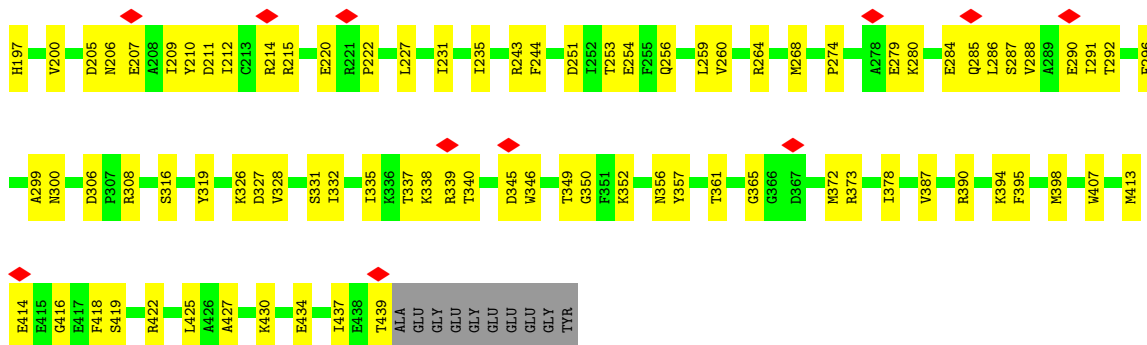 H197 V200 D205 N206 E207 A208 I209 Y210 D211 I212 C213 R214 R215 E220 R221 P222 L227 I231 I235 R243 F244 D251 I252 T253 E254 F255 Q256 L259 V260 R264 M268 P274 A278 E279 K280 E284 Q285 L286 S287 V288 A289 E290 I291 T292
A299 N300 D306 P307 R308 S316 Y319 K326 D327 V328 S331 I332 I335 K336 T337 K338 R339 T340 D345 W346 T349 G350 F351 K352 N356 Y357 T361 G365 G366 D367 M372 R373 I378 V387 R390 K394 F395 M398 W407 M413
E414 E415 G416 E417 F418 S419 R422 L425 A426 A427 K430 E434 I437 E438 T439 ALA GLU GLY GLU GLY GLU GLU GLU GLY TYR